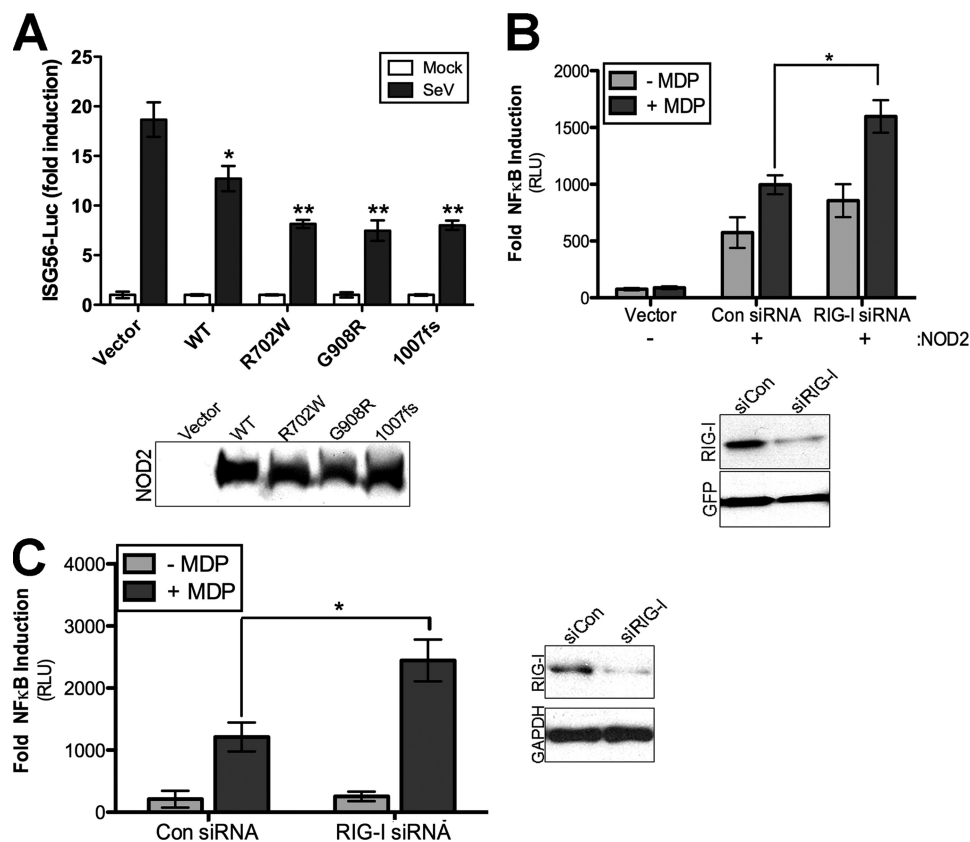 A
ISG56-Luc (fold induction)
25
20
15
10
5
0
Mock
SeV
*
**
**
**
Vector
WT
R702W
G908R
1007fs
Vector
WT
R702W
G908R
1007fs
NOD2
B
Fold NFκB Induction
(RLU)
2000
1500
1000
500
0
- MDP
+ MDP
*
Vector
Con siRNA
RIG-I siRNA
-
+
+
:NOD2
siCon
siRIG-I
RIG-I
GFP
C
Fold NFκB Induction
(RLU)
4000
3000
2000
1000
0
- MDP
+ MDP
*
Con siRNA
RIG-I siRNA
siCon
siRIG-I
RIG-I
GAPDH